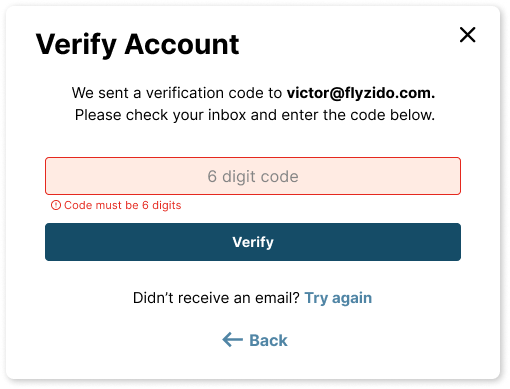 Verify Account
We sent a verification code to victor@flyzido.com.
Please check your inbox and enter the code below.
6 digit code
Code must be 6 digits
Verify
Didn’t receive an email? Try again
Back